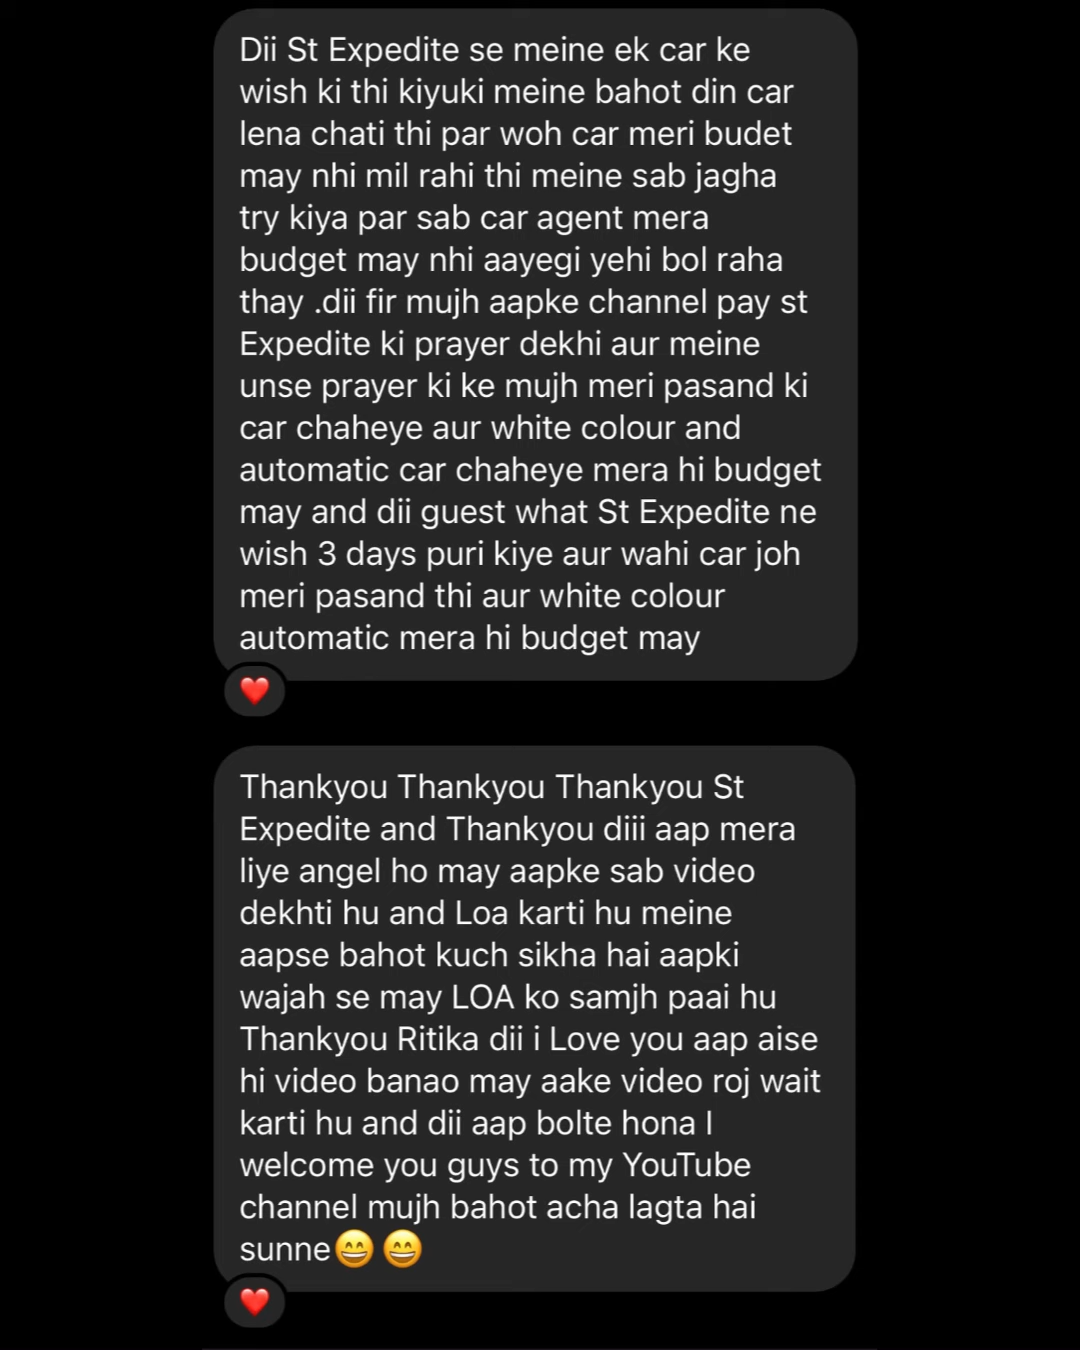 Dii St Expedite se meine ek car ke
wish ki thi kiyuki meine bahot din car
lena chati thi par woh car meri budet
may nhi mil rahi thi meine sab jagha
try kiya par sab car agent mera
budget may nhi aayegi yehi bol raha
thay .dii fir mujh aapke channel pay st
Expedite ki prayer dekhi aur meine
unse prayer ki ke mujh meri pasand ki
car chaheye aur white colour and
automatic car chaheye mera hi budget
may and dii guest what St Expedite ne
wish 3 days puri kiye aur wahi car joh
meri pasand thi aur white colour
automatic mera hi budget may
❤️
Thankyou Thankyou Thankyou St
Expedite and Thankyou diii aap mera
liye angel ho may aapke sab video
dekhti hu and Loa karti hu meine
aapse bahot kuch sikha hai aapki
wajah se may LOA ko samjh paai hu
Thankyou Ritika dii i Love you aap aise
hi video banao may aake video roj wait
karti hu and dii aap bolte hona I
welcome you guys to my YouTube
channel mujh bahot acha lagta hai
sunne😄😄
❤️